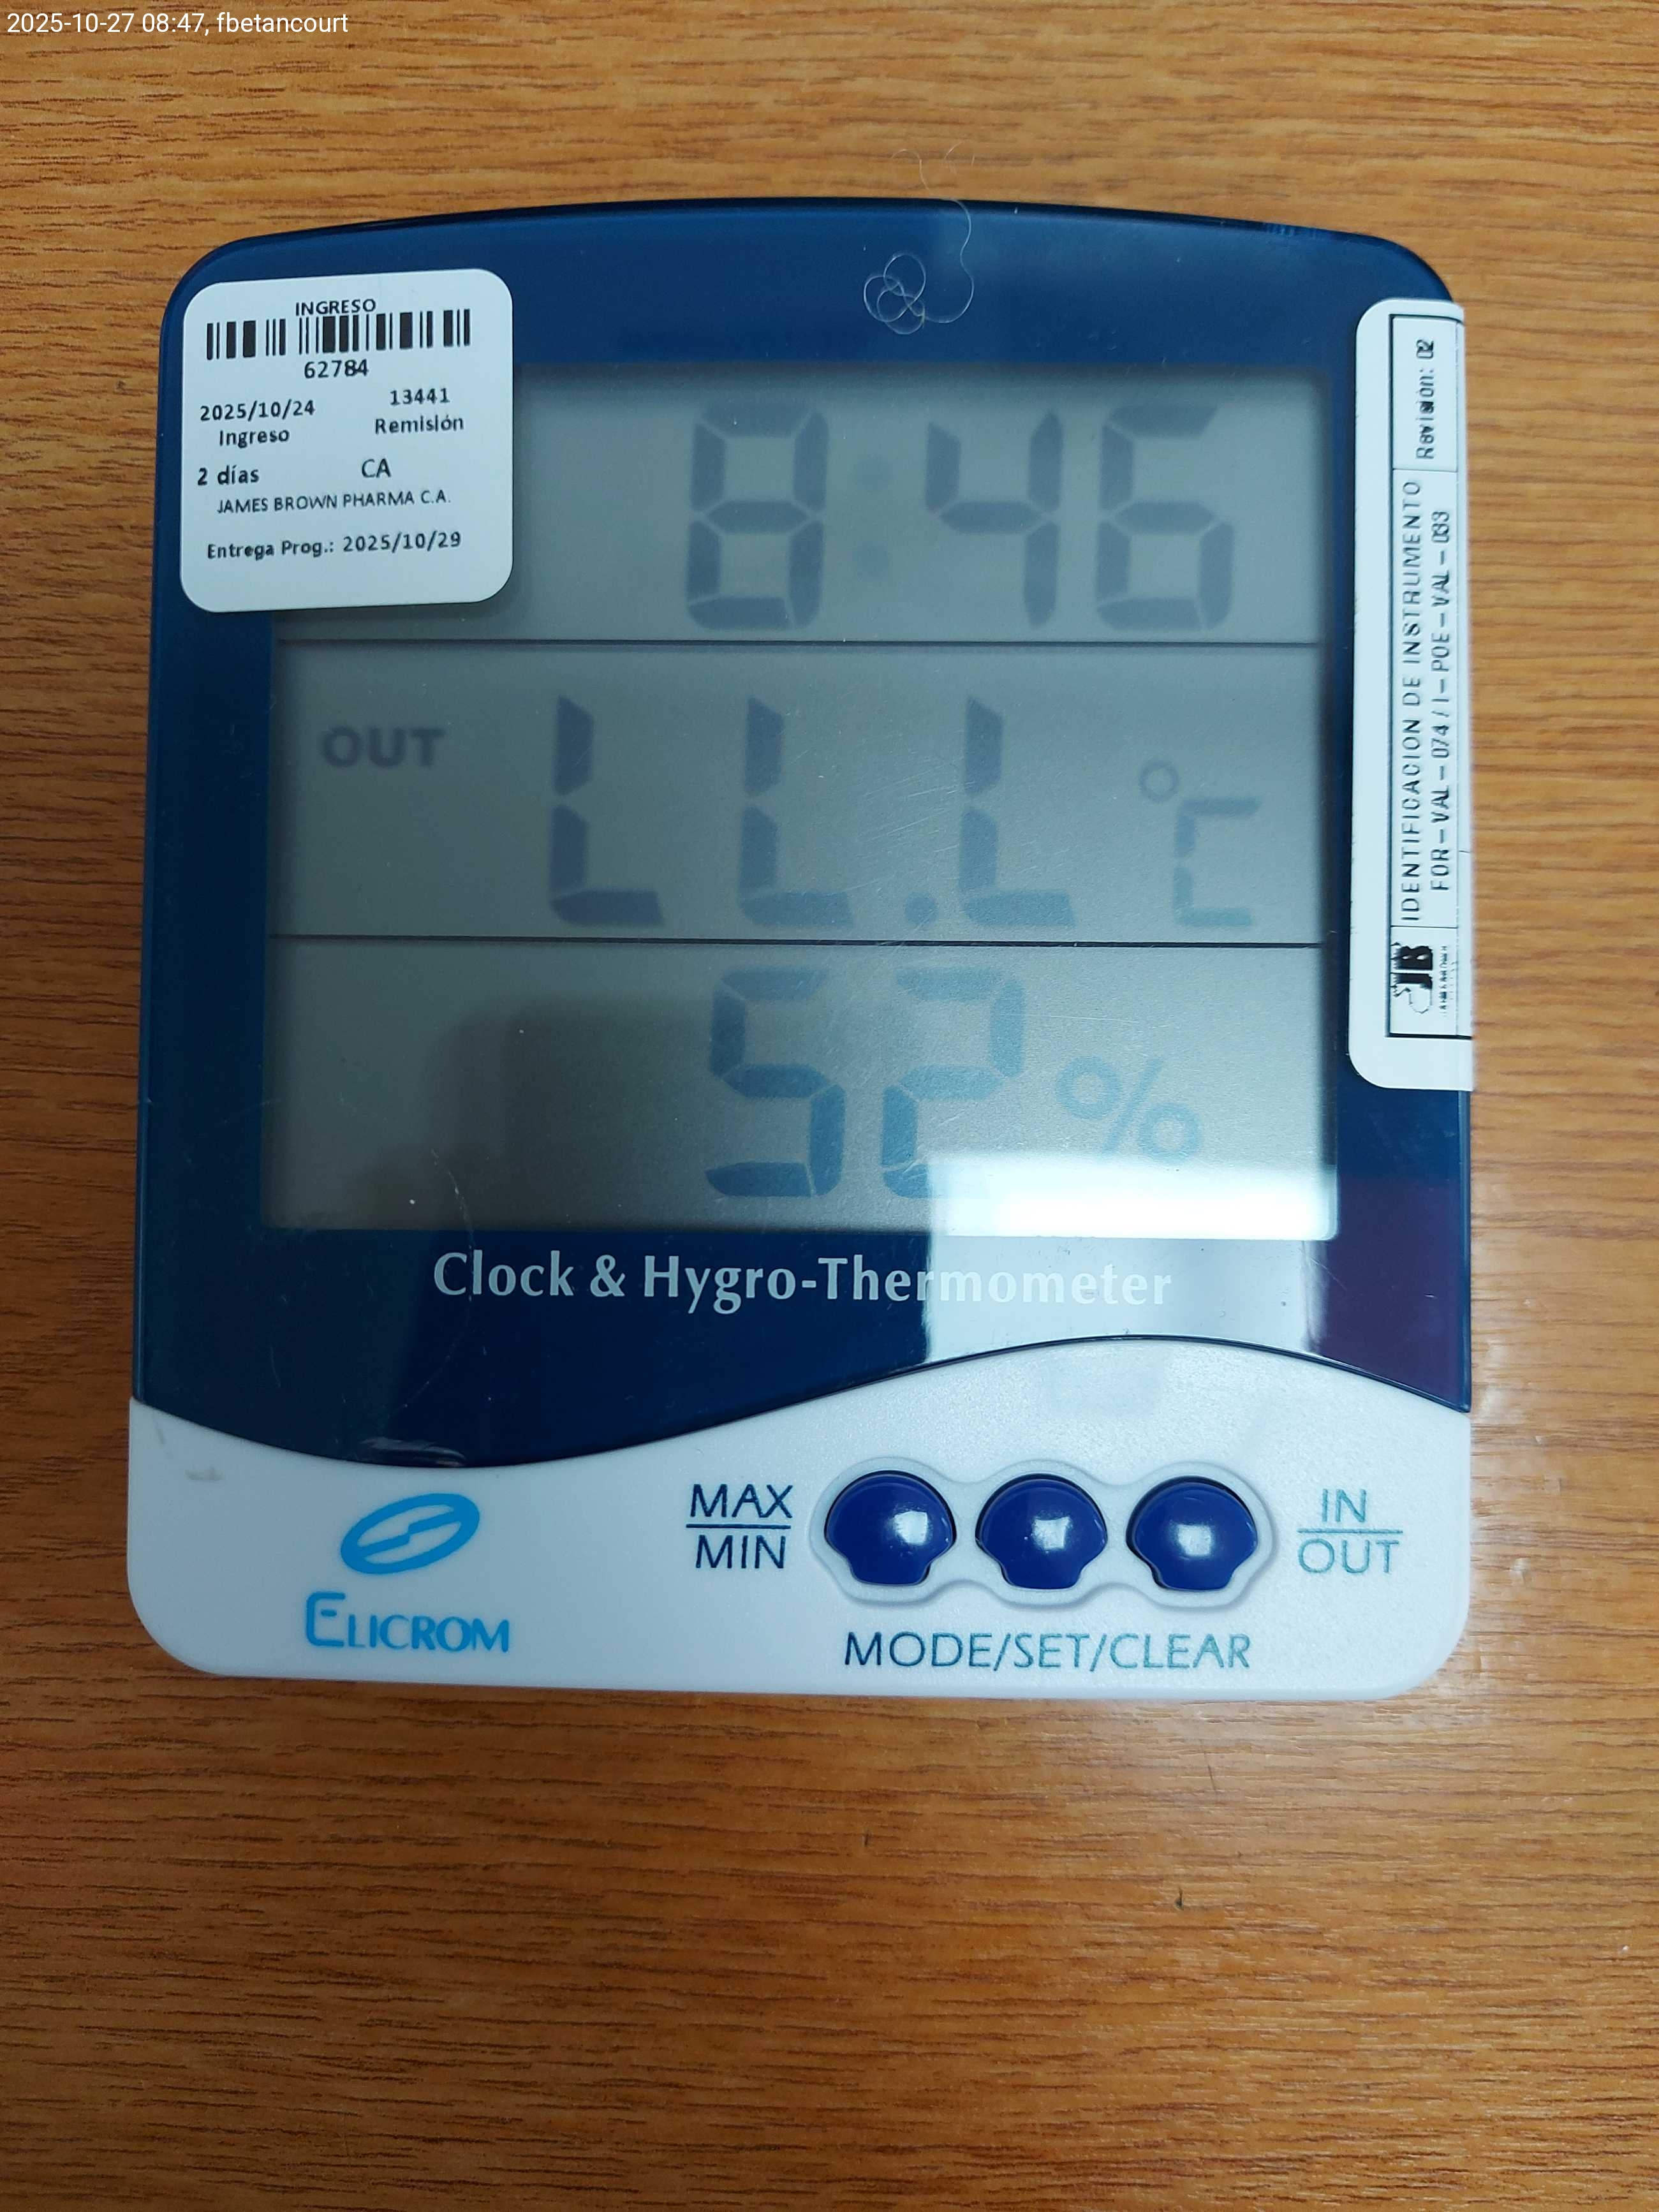 2025-10-27 08:47, fbetancourt
INGRESO
62784
2025/10/24 13441
Ingreso Remisión
2 días CA
JAMES BROWN PHARMA C.A.
Entrega Prog.: 2025/10/29
8:46
OUT LL.L °C
52 %
Clock & Hygro-Thermometer
MAX
MIN
IN
OUT
MODE/SET/CLEAR
ELICROM
JB
IDENTIFICACION DE INSTRUMENTO
FOR-VAL-074/I-POE-VAL-033
Revision: 02